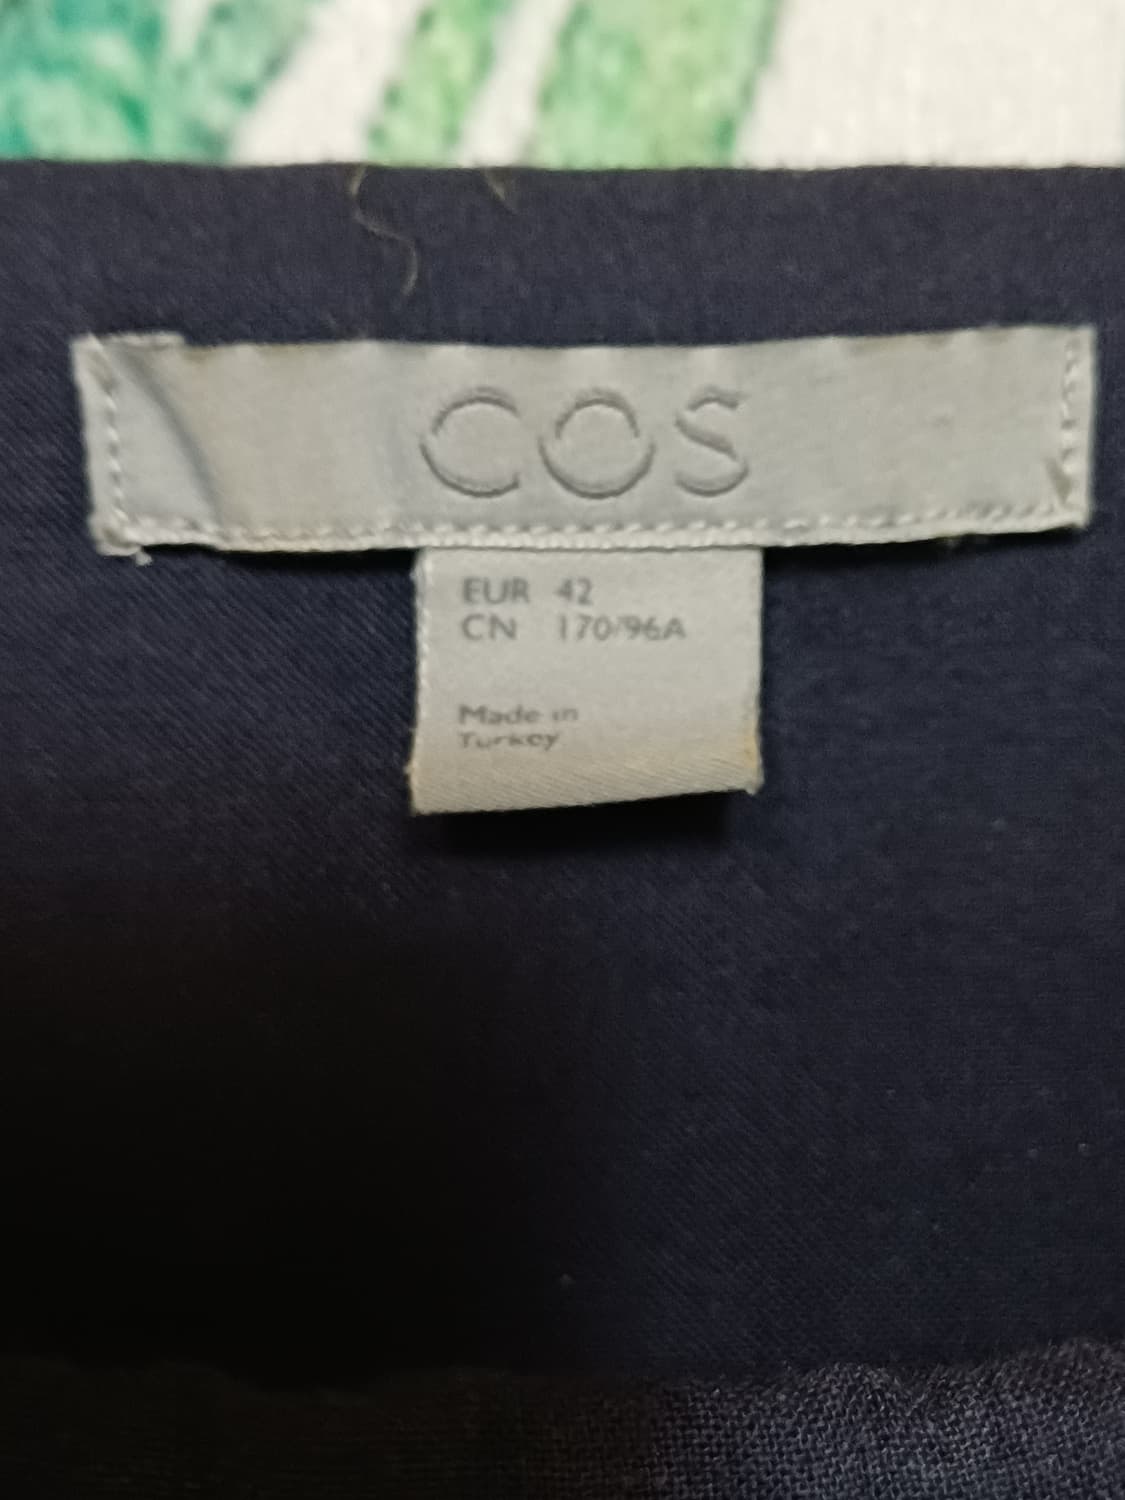 COS
EUR 42
CN 170/96A
Made in
Turkey